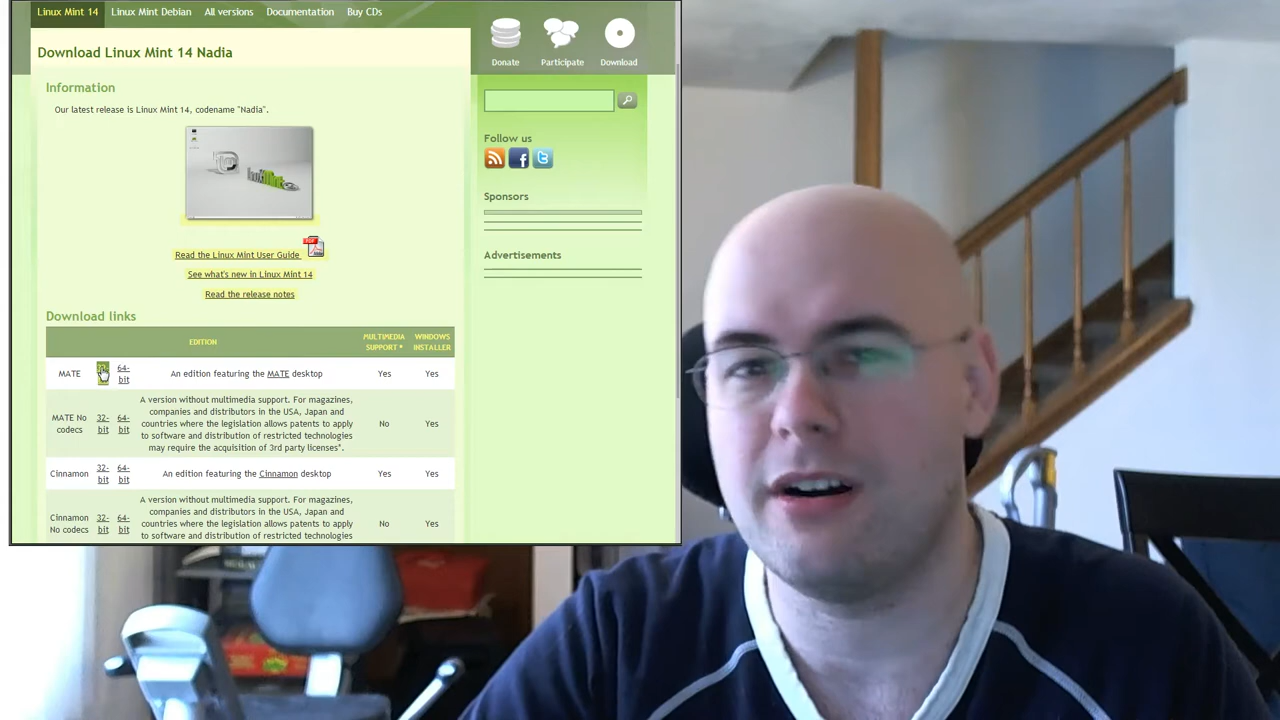 Linux Mint 14 Linux Mint Debian All versions Documentation Buy CDs
Donate Participate Download
Download Linux Mint 14 Nadia
Information
Our latest release is Linux Mint 14, codename "Nadia".
Read the Linux Mint User Guide
See what's new in Linux Mint 14
Read the release notes
Download links
EDITION MULTIMEDIA SUPPORT * WINDOWS INSTALLER
MATE 64-bit An edition featuring the MATE desktop Yes Yes
MATE No codecs 32-bit 64-bit
A version without multimedia support. For magazines,
companies and distributors in the USA, Japan and
countries where the legislation allows patents to apply
to software and distribution of restricted technologies
may require the acquisition of 3rd party licenses*.
No Yes
Cinnamon 32-bit 64-bit An edition featuring the Cinnamon desktop Yes Yes
Cinnamon No codecs 32-bit 64-bit
A version without multimedia support. For magazines,
companies and distributors in the USA, Japan and
countries where the legislation allows patents to apply
to software and distribution of restricted technologies
No Yes
Follow us
Sponsors
Advertisements